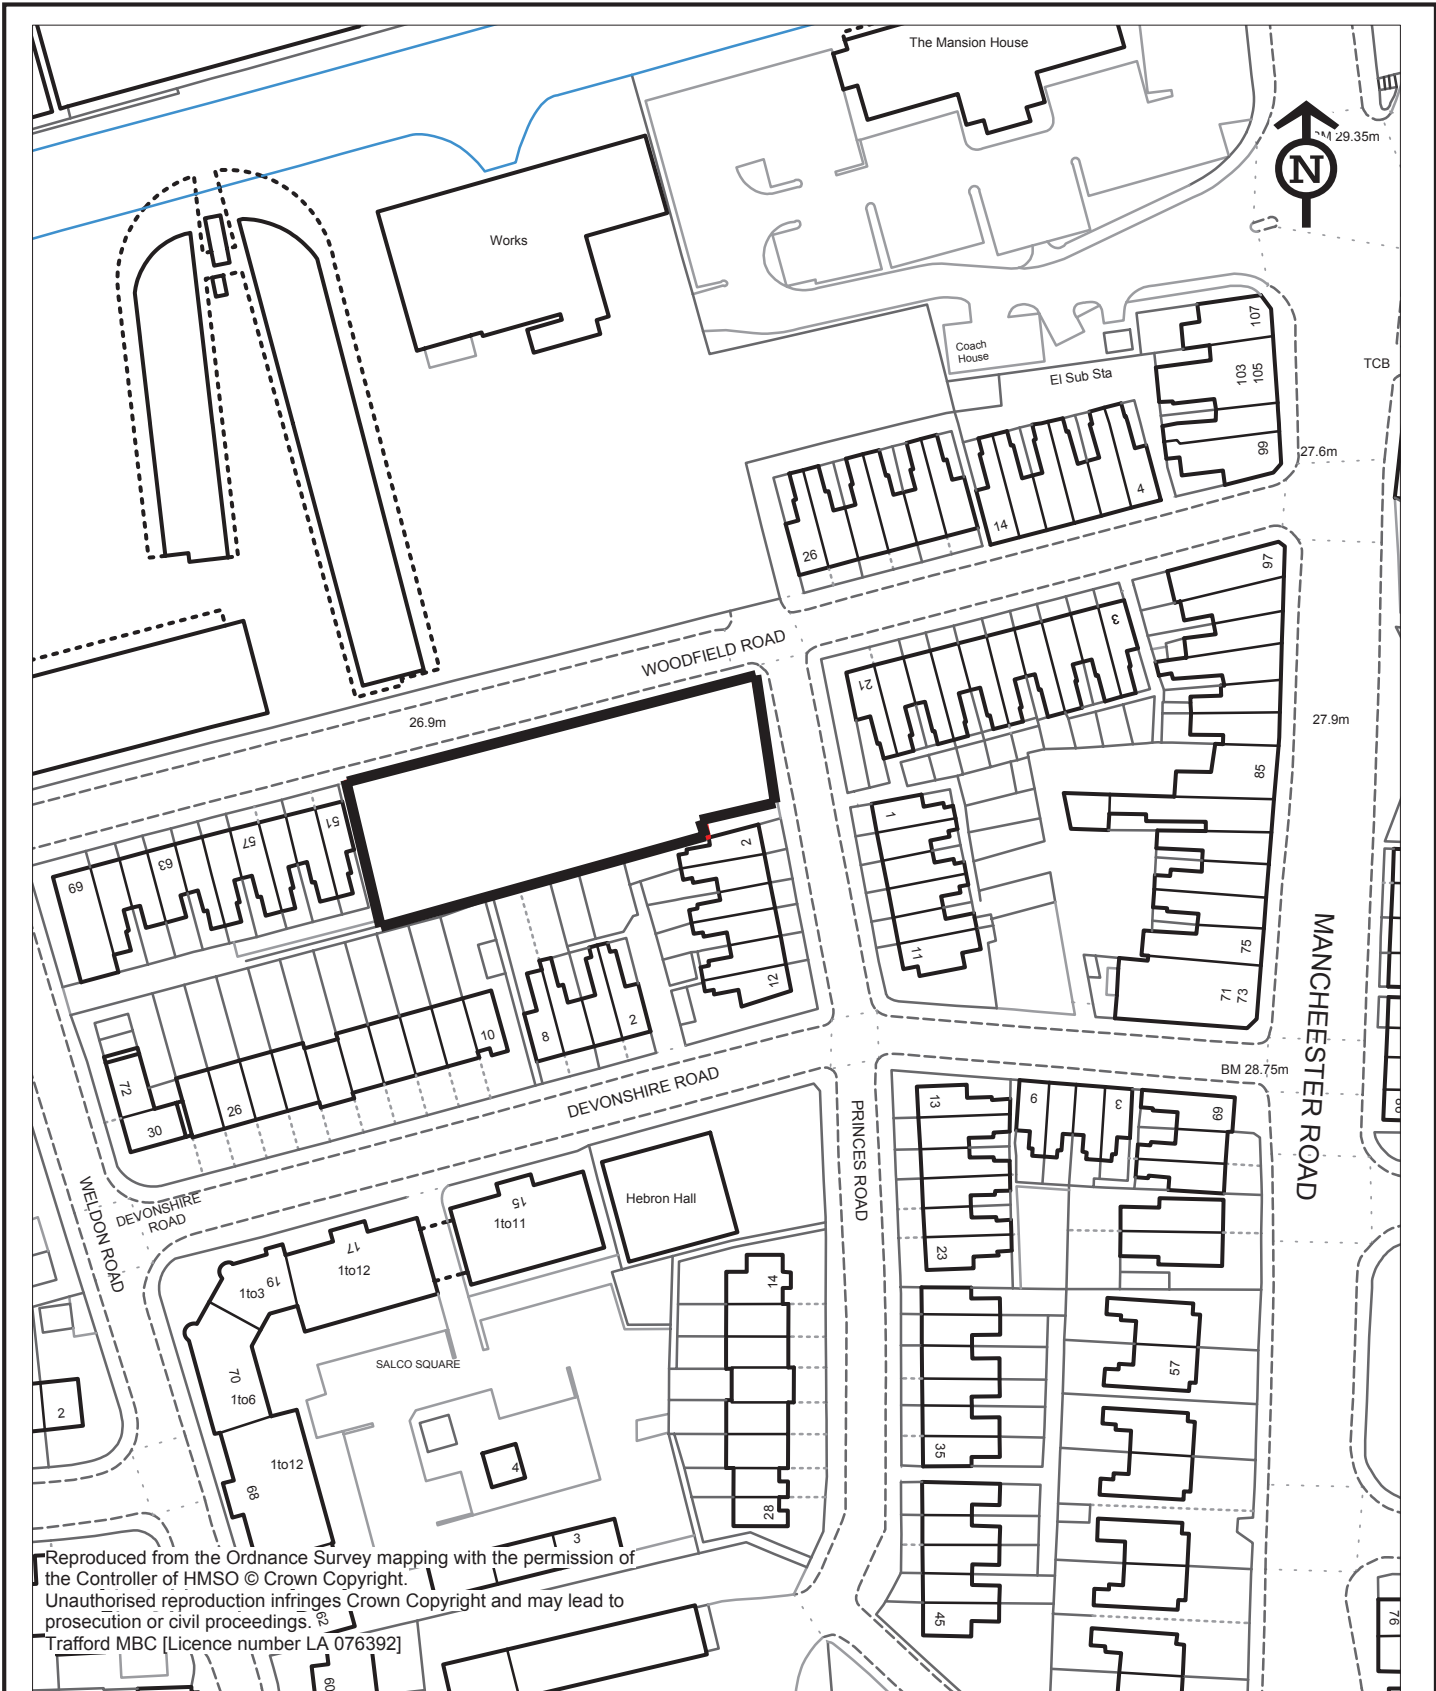 The Mansion House
BM 29.35m
N
Works
107
Coach
House
El Sub Sta
103
105
TCB
99
27.6m
4
14
26
97
3
WOODFIELD ROAD
21
26.9m
27.9m
85
51
57
63
69
1
2
11
12
75
71
73
MANCHEESTER ROAD
10
8
2
BM 28.75m
72
26
30
DEVONSHIRE ROAD
PRINCES ROAD
13
9
3
69
WELDON ROAD
DEVONSHIRE
ROAD
15
1to11
Hebron Hall
17
1to12
19
1to3
23
14
SALCO SQUARE
70
1to6
57
2
1to12
68
4
35
28
3
Reproduced from the Ordnance Survey mapping with the permission of
the Controller of HMSO © Crown Copyright.
Unauthorised reproduction infringes Crown Copyright and may lead to
prosecution or civil proceedings.
62
Trafford MBC [Licence number LA 076392]
45
76
60